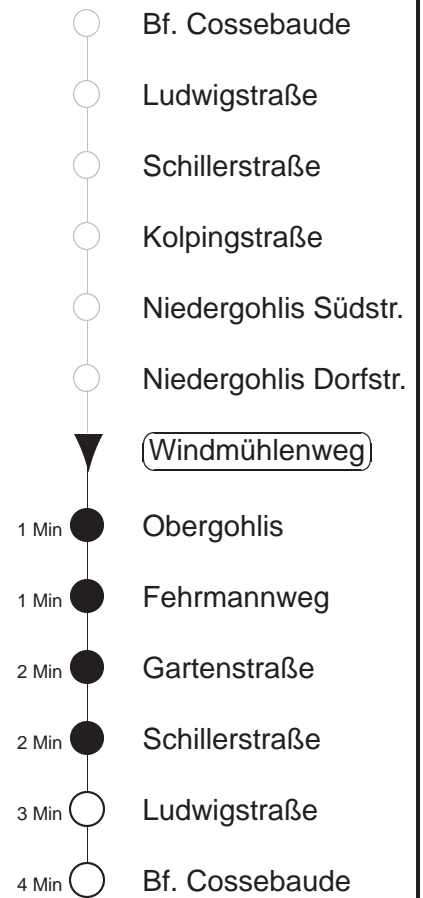 Bf. Cossebaude
Ludwigstraße
Schillerstraße
Kolpingstraße
Niedergohlis Südstr.
Niedergohlis Dorfstr.
Windmühlenweg
1 Min Obergohlis
1 Min Fehrmannweg
2 Min Gartenstraße
2 Min Schillerstraße
3 Min Ludwigstraße
4 Min Bf. Cossebaude